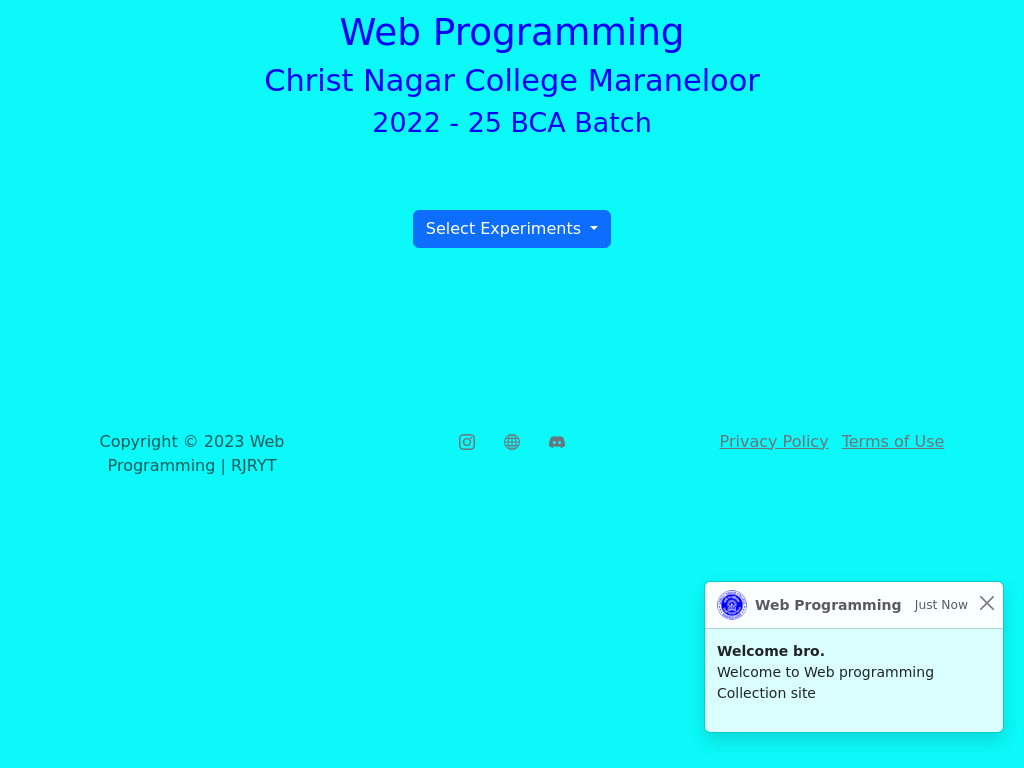 Web Programming
Christ Nagar College Maraneloor
2022 - 25 BCA Batch
Select Experiments
Copyright © 2023 Web
Programming | RJRYT
Privacy Policy Terms of Use
Web Programming Just Now
Welcome bro.
Welcome to Web programming
Collection site